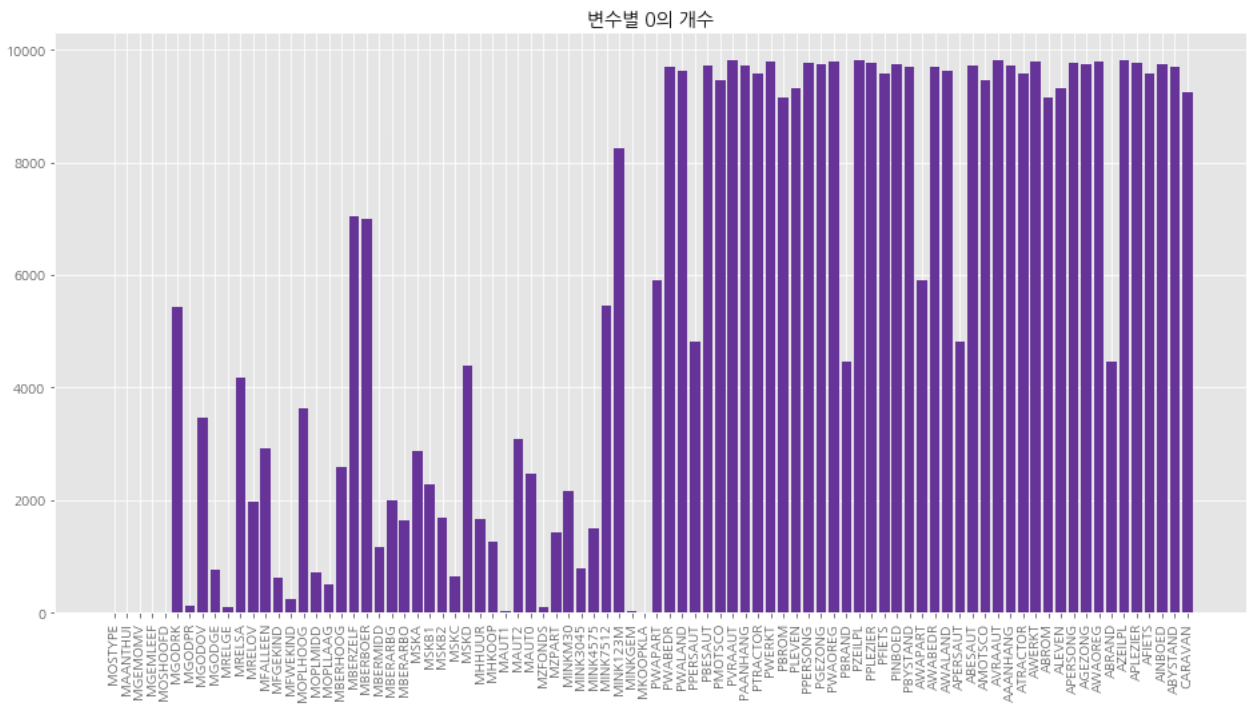 변수별 0의 개수
10000
8000
6000
4000
2000
0
MOSTYPE
MAANTHUI
MGEMOMV
MGEMLEEF
MOSHOOFD
MGODRK
MGODPR
MGODOV
MGODGE
MRELGE
MRELSA
MRELOV
MFALLEEN
MFGEKIND
MFWEKIND
MOPLHOOG
MOPLMIDD
MOPLLAAG
MBERHOOG
MBERZELF
MBERBOER
MBERMIDD
MBERARBG
MBERARBO
MSKA
MSKB1
MSKB2
MSKC
MSKD
MHHUUR
MHKOOP
MAUT1
MAUT2
MAUT0
MZFONDS
MZPART
MINKM30
MINK3045
MINK4575
MINK7512
MINK123M
MINKGEM
MKOOPKLA
PWAPART
PWABEDR
PWALAND
PPERSAUT
PBESAUT
PMOTSCO
PVRAAUT
PAANHANG
PTRACTOR
PWERKT
PBROM
PLEVEN
PPERSONG
PGEZONG
PWAOREG
PBRAND
PZEILPL
PPLEZIER
PFIETS
PINBOED
PBYSTAND
AWAPART
AWABEDR
AWALAND
APERSAUT
ABESAUT
AMOTSCO
AVRAAUT
AAANHANG
ATRACTOR
AWERKT
ABROM
ALEVEN
APERSONG
AGEZONG
AWAOREG
ABRAND
AZEILPL
APLEZIER
AFIETS
AINBOED
ABYSTAND
CARAVAN